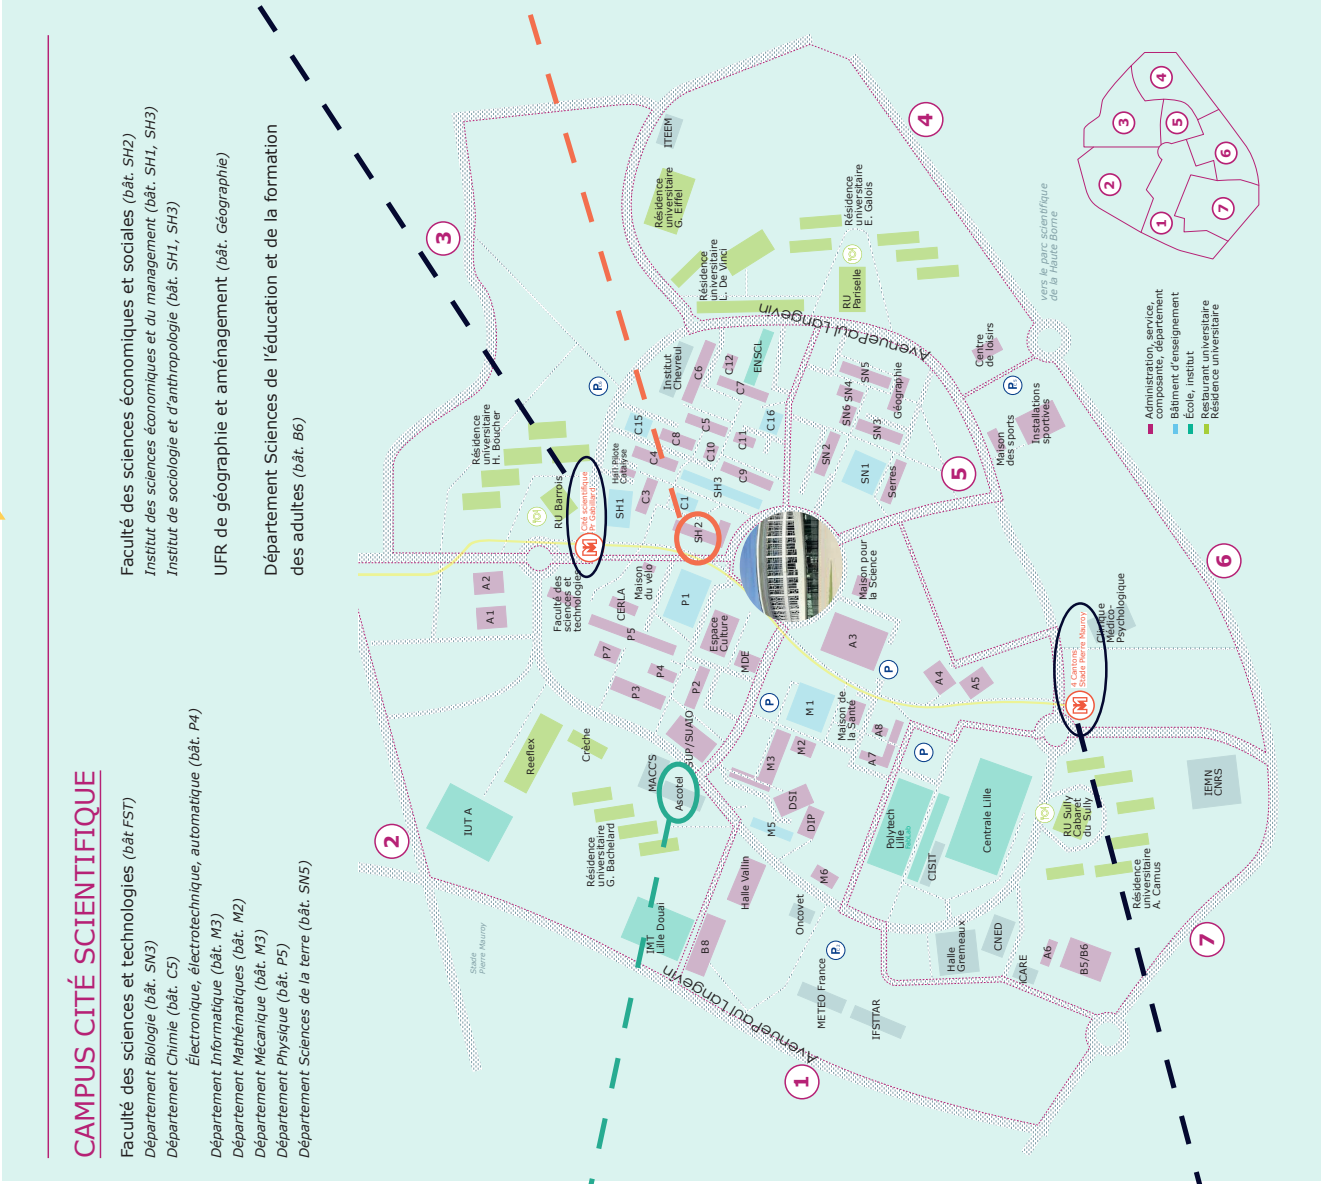 CAMPUS CITÉ SCIENTIFIQUE
Faculté des sciences et technologies (bât FST)
Département Biologie (bât. SN3)
Département Chimie (bât. C5)
Électronique, électrotechnique, automatique (bât. P4)
Département Informatique (bât. M3)
Département Mathématiques (bât. M2)
Département Mécanique (bât. M3)
Département Physique (bât. P5)
Département Sciences de la terre (bât. SN5)
Faculté des sciences économiques et sociales (bât. SH2)
Institut des sciences économiques et du management (bât. SH1, SH3)
Institut de sociologie et d'anthropologie (bât. SH1, SH3)
UFR de géographie et aménagement (bât. Géographie)
Département Sciences de l'éducation et de la formation
des adultes (bât. B6)
2
3
4
5
6
7
1
Stade
Pierre Mauroy
IUT A
Reeflex
Crèche
A1
A2
Résidence
universitaire
H. Boucher
RU Barrois
Cité scientifique
Pr Gabillard
Faculté des
sciences et
technologies
Maison
du vélo
CERLA
P5
P7
P4
P3
P2
P1
Espace
Culture
MDE
SUP/SUAIO
MACC'S
Ascotel
Résidence
universitaire
G. Bachelard
IMT
Lille Douai
B8
Halle Vallin
Avenue Paul Langevin
SH1
C3
Hall Pilote
Catalyse
C4
C15
C8
C5
C10
C11
C9
C1
SH2
SH3
C16
C7
C12
C6
ENSCL
Institut
Chevreul
ITEEM
Résidence
universitaire
G. Eiffel
Résidence
universitaire
L. De Vinci
RU
Pariselle
Résidence
universitaire
E. Galois
Avenue Paul Langevin
SN5
SN4
SN6
SN3
SN2
SN1
Géographie
Serres
Centre
de loisirs
Maison
des sports
Installations
sportives
vers le parc scientifique
de la Haute Borne
Maison pour
la Science
A3
A4
A5
4 Cantons
Stade Pierre Mauroy
Clinique
Médico-
Psychologique
M1
Maison de
la Santé
A8
A7
M2
M3
DSI
DIP
M5
M6
Oncovet
METEO France
IFSTTAR
Polytech
Lille
CISIT
Centrale Lille
RU Sully
Cabaret
du Sully
Résidence
universitaire
A. Camus
IEMN
CNRS
Halle
Gremeaux
CNED
ICARE
A6
B5/B6
P
P
P
P
P
P
Administration, service,
composante, département
Bâtiment d'enseignement
École, institut
Restaurant universitaire
Résidence universitaire
1
2
3
4
5
6
7